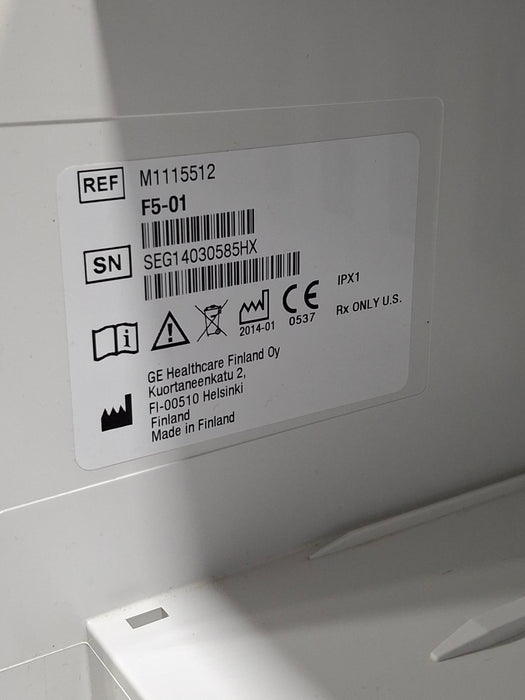 REF M1115512
F5-01
SN SEG14030585HX
IPX1
2014-01 CE 0537 Rx ONLY U.S.
GE Healthcare Finland Oy
Kuortaneenkatu 2,
FI-00510 Helsinki
Finland
Made in Finland